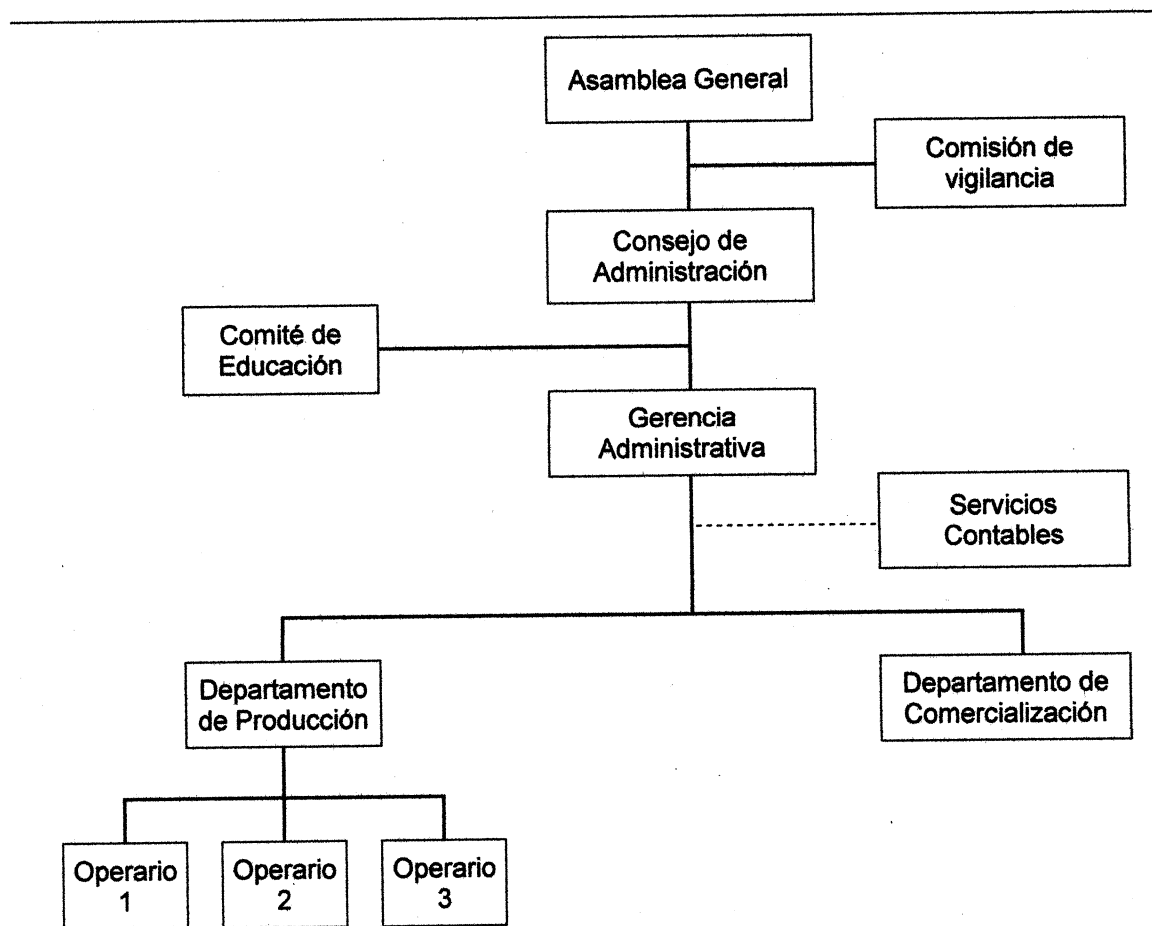 Asamblea General
Comisión de
vigilancia
Consejo de
Administración
Comité de
Educación
Gerencia
Administrativa
Servicios
Contables
Departamento
de Producción
Departamento de
Comercialización
Operario
1
Operario
2
Operario
3